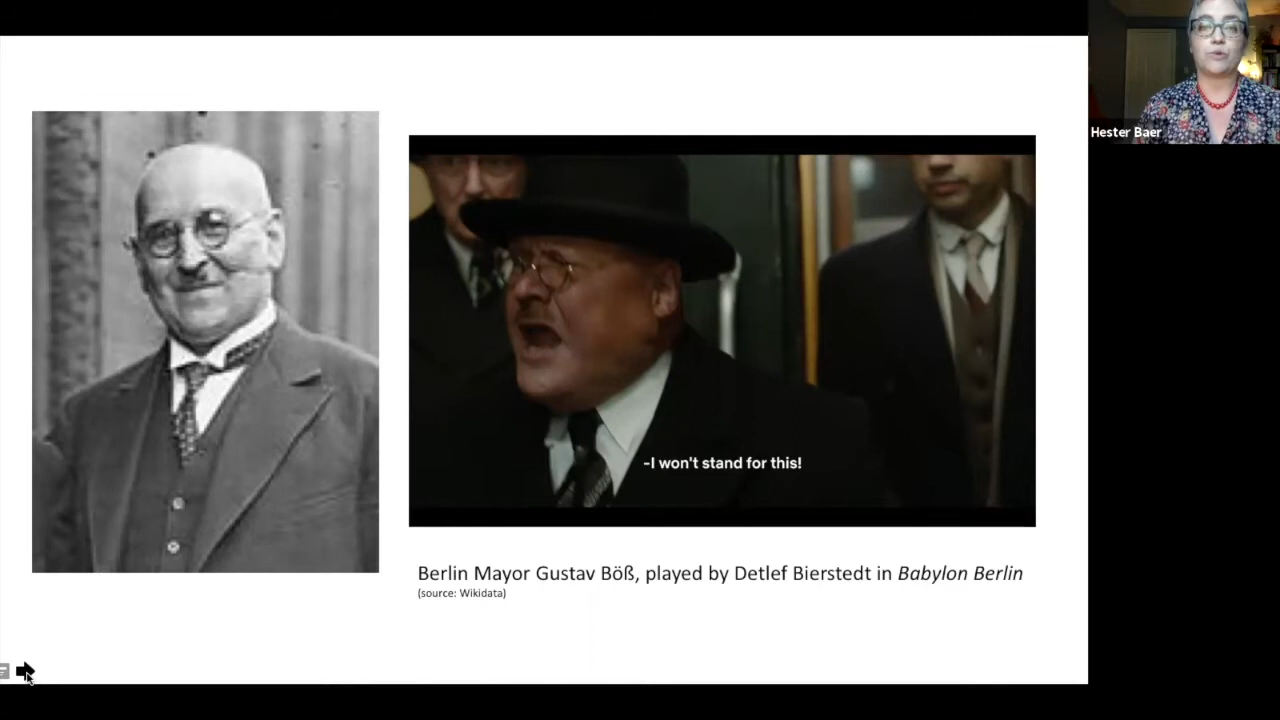 Hester Baer
-I won't stand for this!
Berlin Mayor Gustav Böß, played by Detlef Bierstedt in Babylon Berlin
(source: Wikidata)